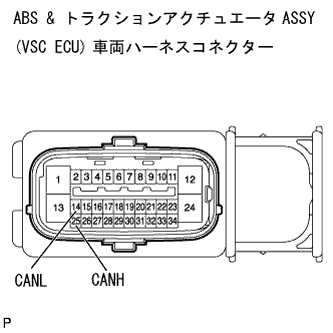 ABS & トラクションアクチュエータ ASSY
(VSC ECU) 車両ハーネスコネクター
1 2 3 4 5 6 7 8 9 10 11 12
13 14 15 16 17 18 19 20 21 22 23 24
25 26 27 28 29 30 31 32 33 34
CANL CANH
P